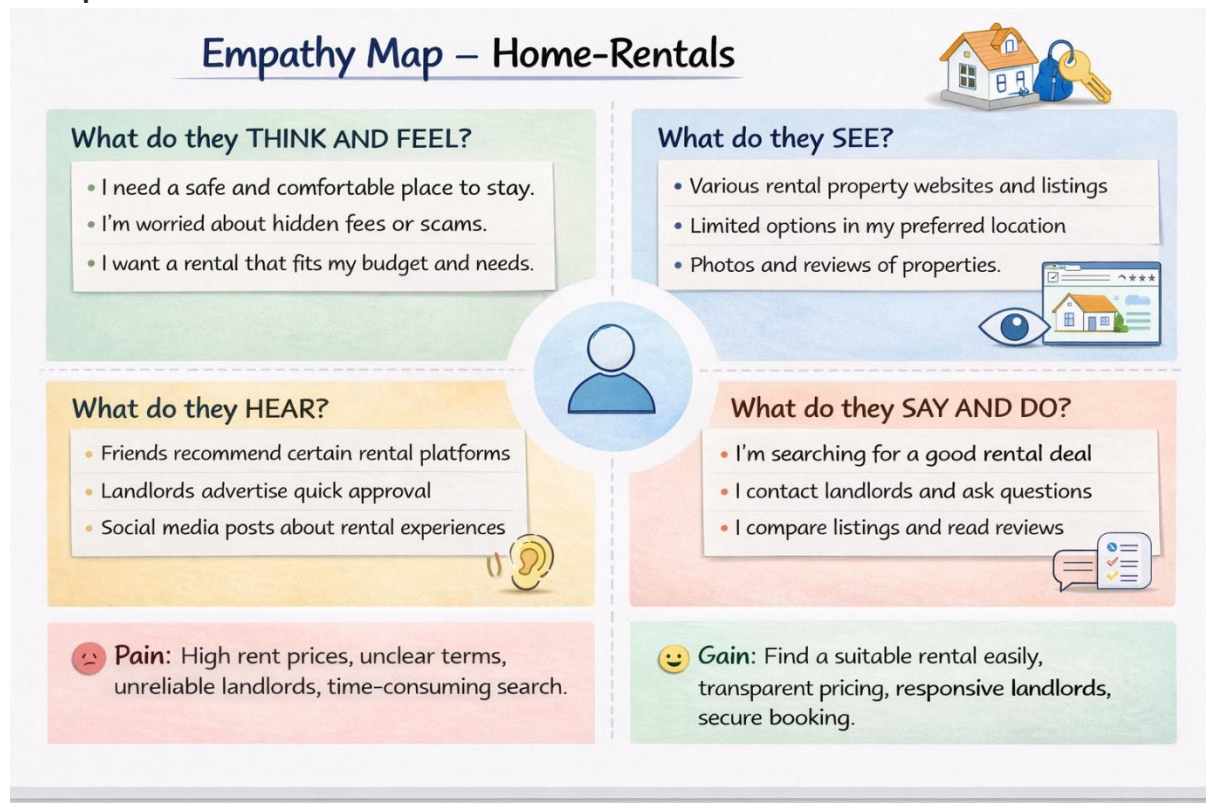 Empathy Map – Home-Rentals
What do they THINK AND FEEL?
• I need a safe and comfortable place to stay.
• I'm worried about hidden fees or scams.
• I want a rental that fits my budget and needs.
What do they SEE?
• Various rental property websites and listings
• Limited options in my preferred location
• Photos and reviews of properties.
What do they HEAR?
• Friends recommend certain rental platforms
• Landlords advertise quick approval
• Social media posts about rental experiences
What do they SAY AND DO?
• I'm searching for a good rental deal
• I contact landlords and ask questions
• I compare listings and read reviews
Pain: High rent prices, unclear terms,
unreliable landlords, time-consuming search.
Gain: Find a suitable rental easily,
transparent pricing, responsive landlords,
secure booking.